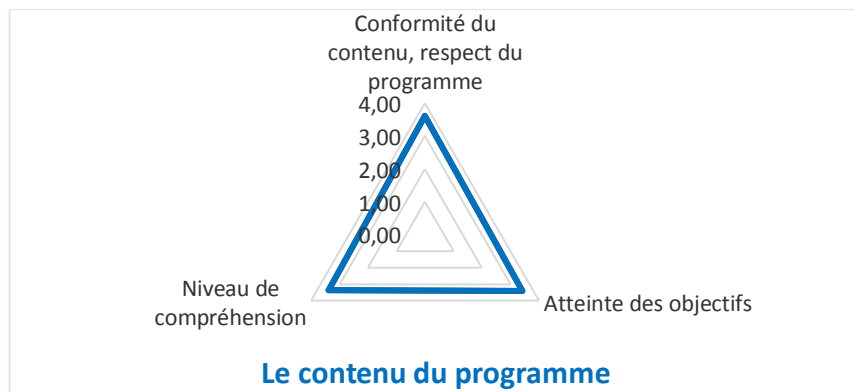 Conformité du
contenu, respect du
programme
4,00
3,00
2,00
1,00
0,00
Niveau de
compréhension
Atteinte des objectifs
Le contenu du programme